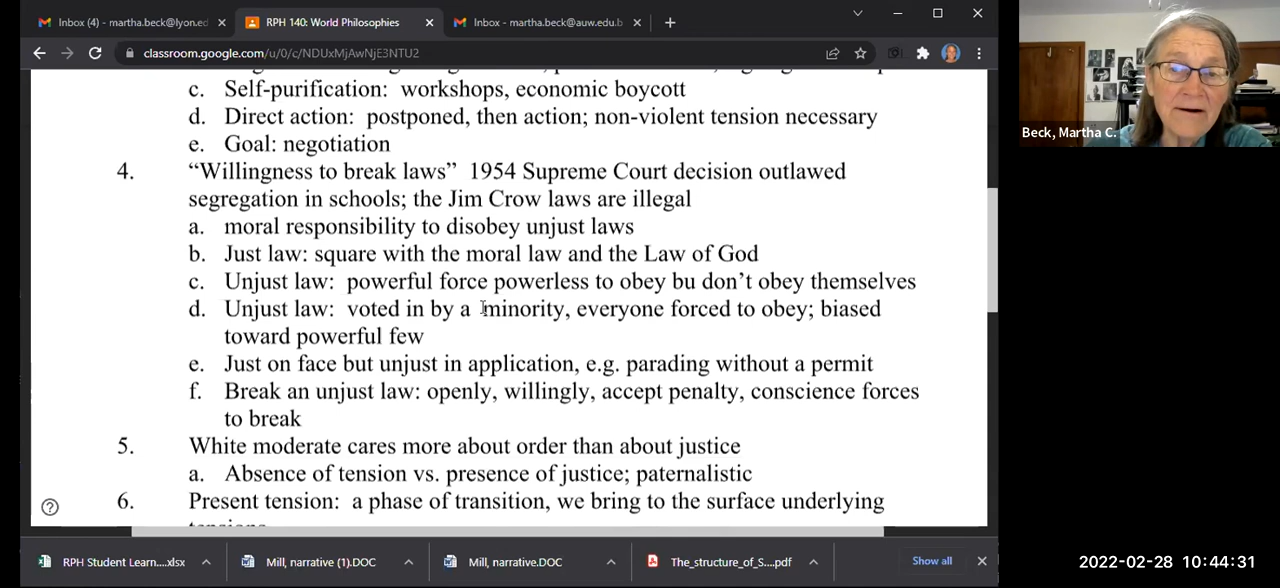 Inbox (4) - martha.beck@lyon.ed
RPH 140: World Philosophies
Inbox - martha.beck@auw.edu.b
classroom.google.com/u/0/c/NDUxMjAwNjE3NTU2
c. Self-purification: workshops, economic boycott
d. Direct action: postponed, then action; non-violent tension necessary
e. Goal: negotiation
4. “Willingness to break laws” 1954 Supreme Court decision outlawed
segregation in schools; the Jim Crow laws are illegal
a. moral responsibility to disobey unjust laws
b. Just law: square with the moral law and the Law of God
c. Unjust law: powerful force powerless to obey bu don’t obey themselves
d. Unjust law: voted in by a minority, everyone forced to obey; biased
toward powerful few
e. Just on face but unjust in application, e.g. parading without a permit
f. Break an unjust law: openly, willingly, accept penalty, conscience forces
to break
5. White moderate cares more about order than about justice
a. Absence of tension vs. presence of justice; paternalistic
6. Present tension: a phase of transition, we bring to the surface underlying
RPH Student Learn....xlsx
Mill, narrative (1).DOC
Mill, narrative.DOC
The_structure_of_S....pdf
Show all
Beck, Martha C.
2022-02-28 10:44:31